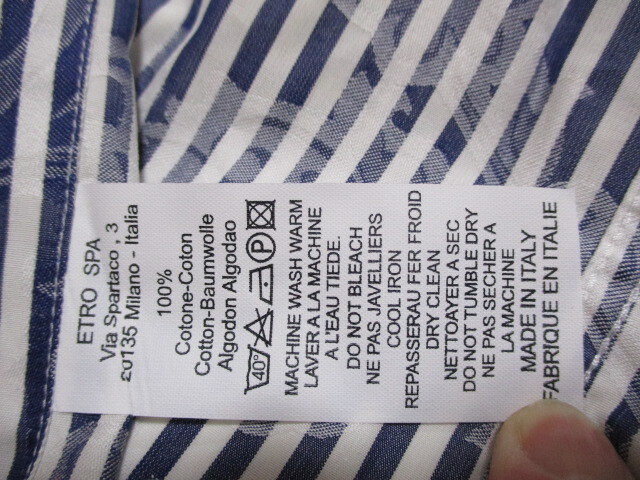 ETRO SPA
Via Spartaco , 3
20135 Milano - Italia
100%
Cotone-Coton
Cotton-Baumwolle
Algodon Algodao
40° P
MACHINE WASH WARM
LAVER A LA MACHINE
A L'EAU TIEDE.
DO NOT BLEACH
NE PAS JAVELLIERS
COOL IRON
REPASSERAU FER FROID
DRY CLEAN
NETTOAYER A SEC
DO NOT TUMBLE DRY
NE PAS SECHER A
LA MACHINE
MADE IN ITALY
FABRIQUE EN ITALIE